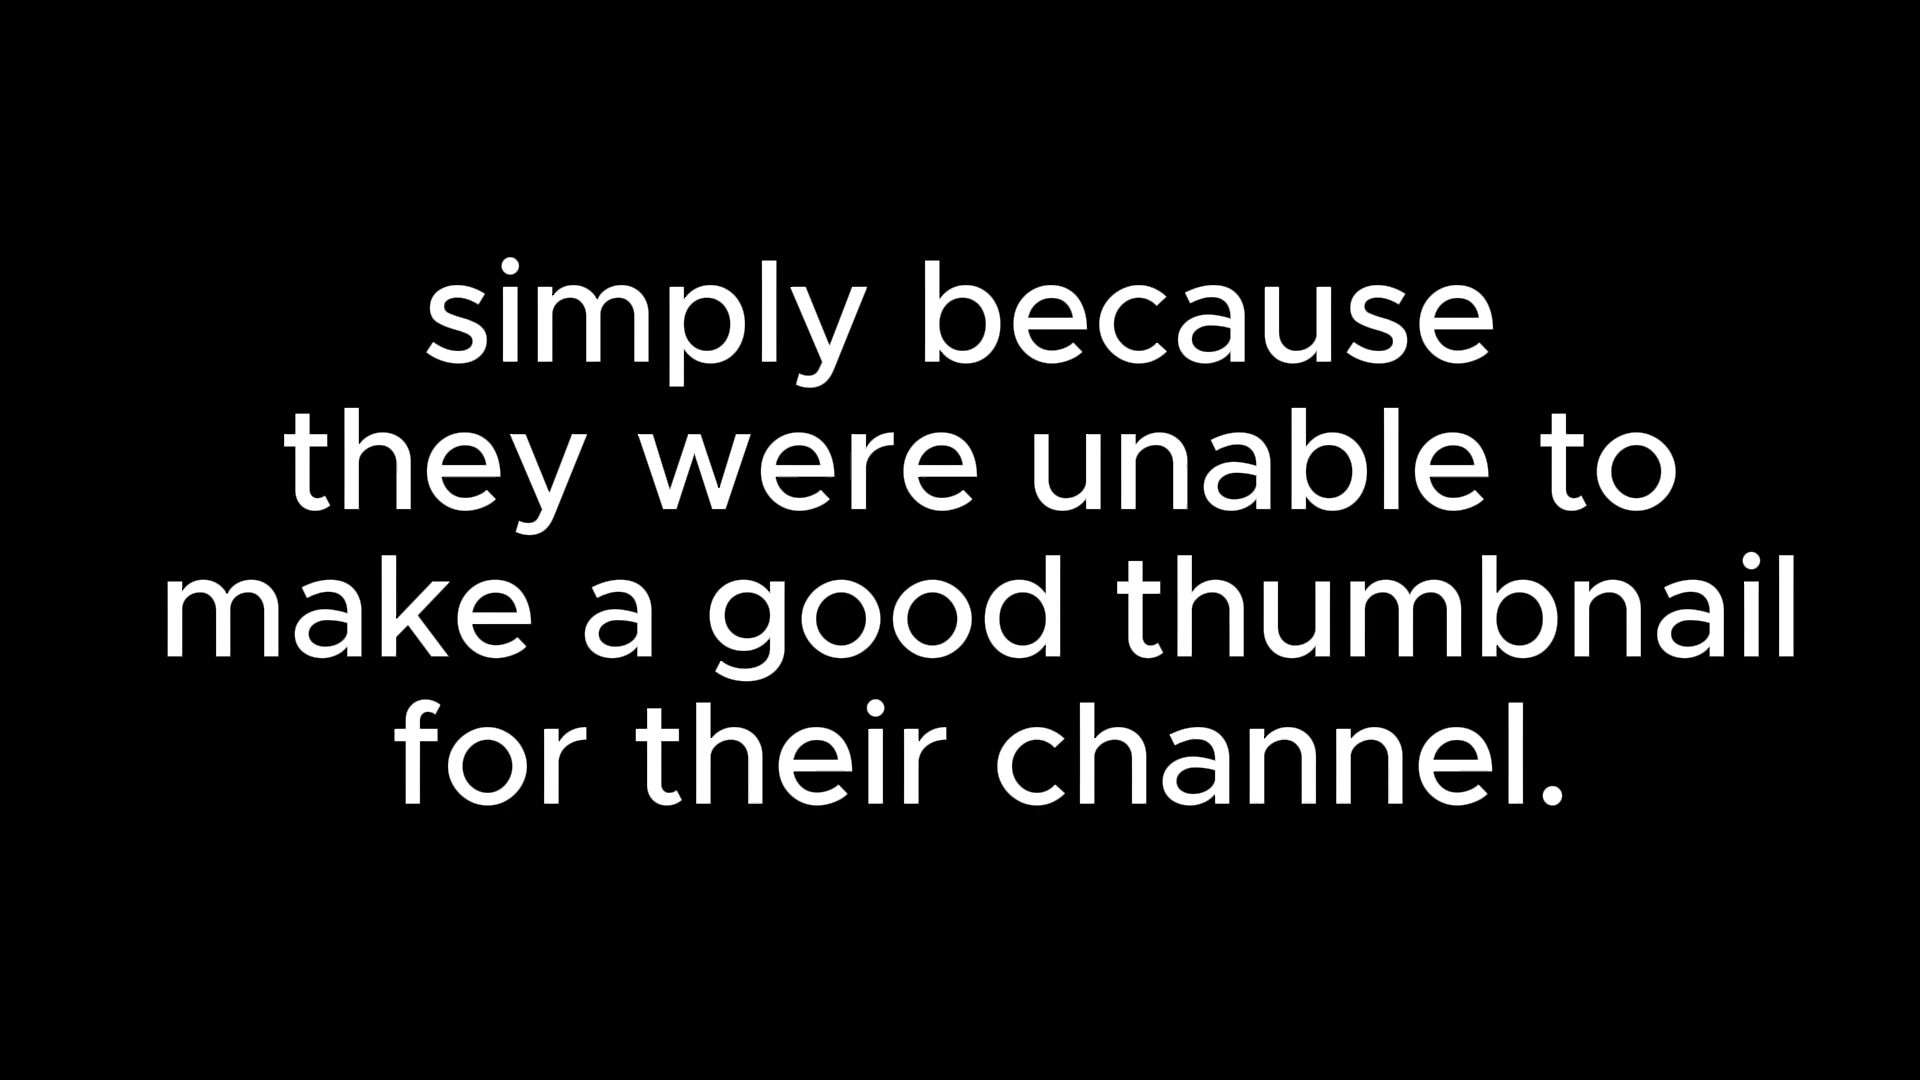 simply because
they were unable to
make a good thumbnail
for their channel.